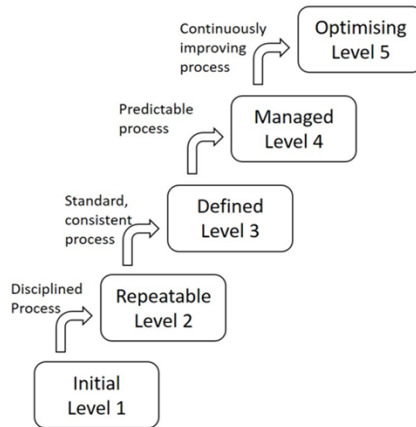 Continuously
improving
process
Optimising
Level 5
Predictable
process
Managed
Level 4
Standard,
consistent
process
Defined
Level 3
Disciplined
Process
Repeatable
Level 2
Initial
Level 1